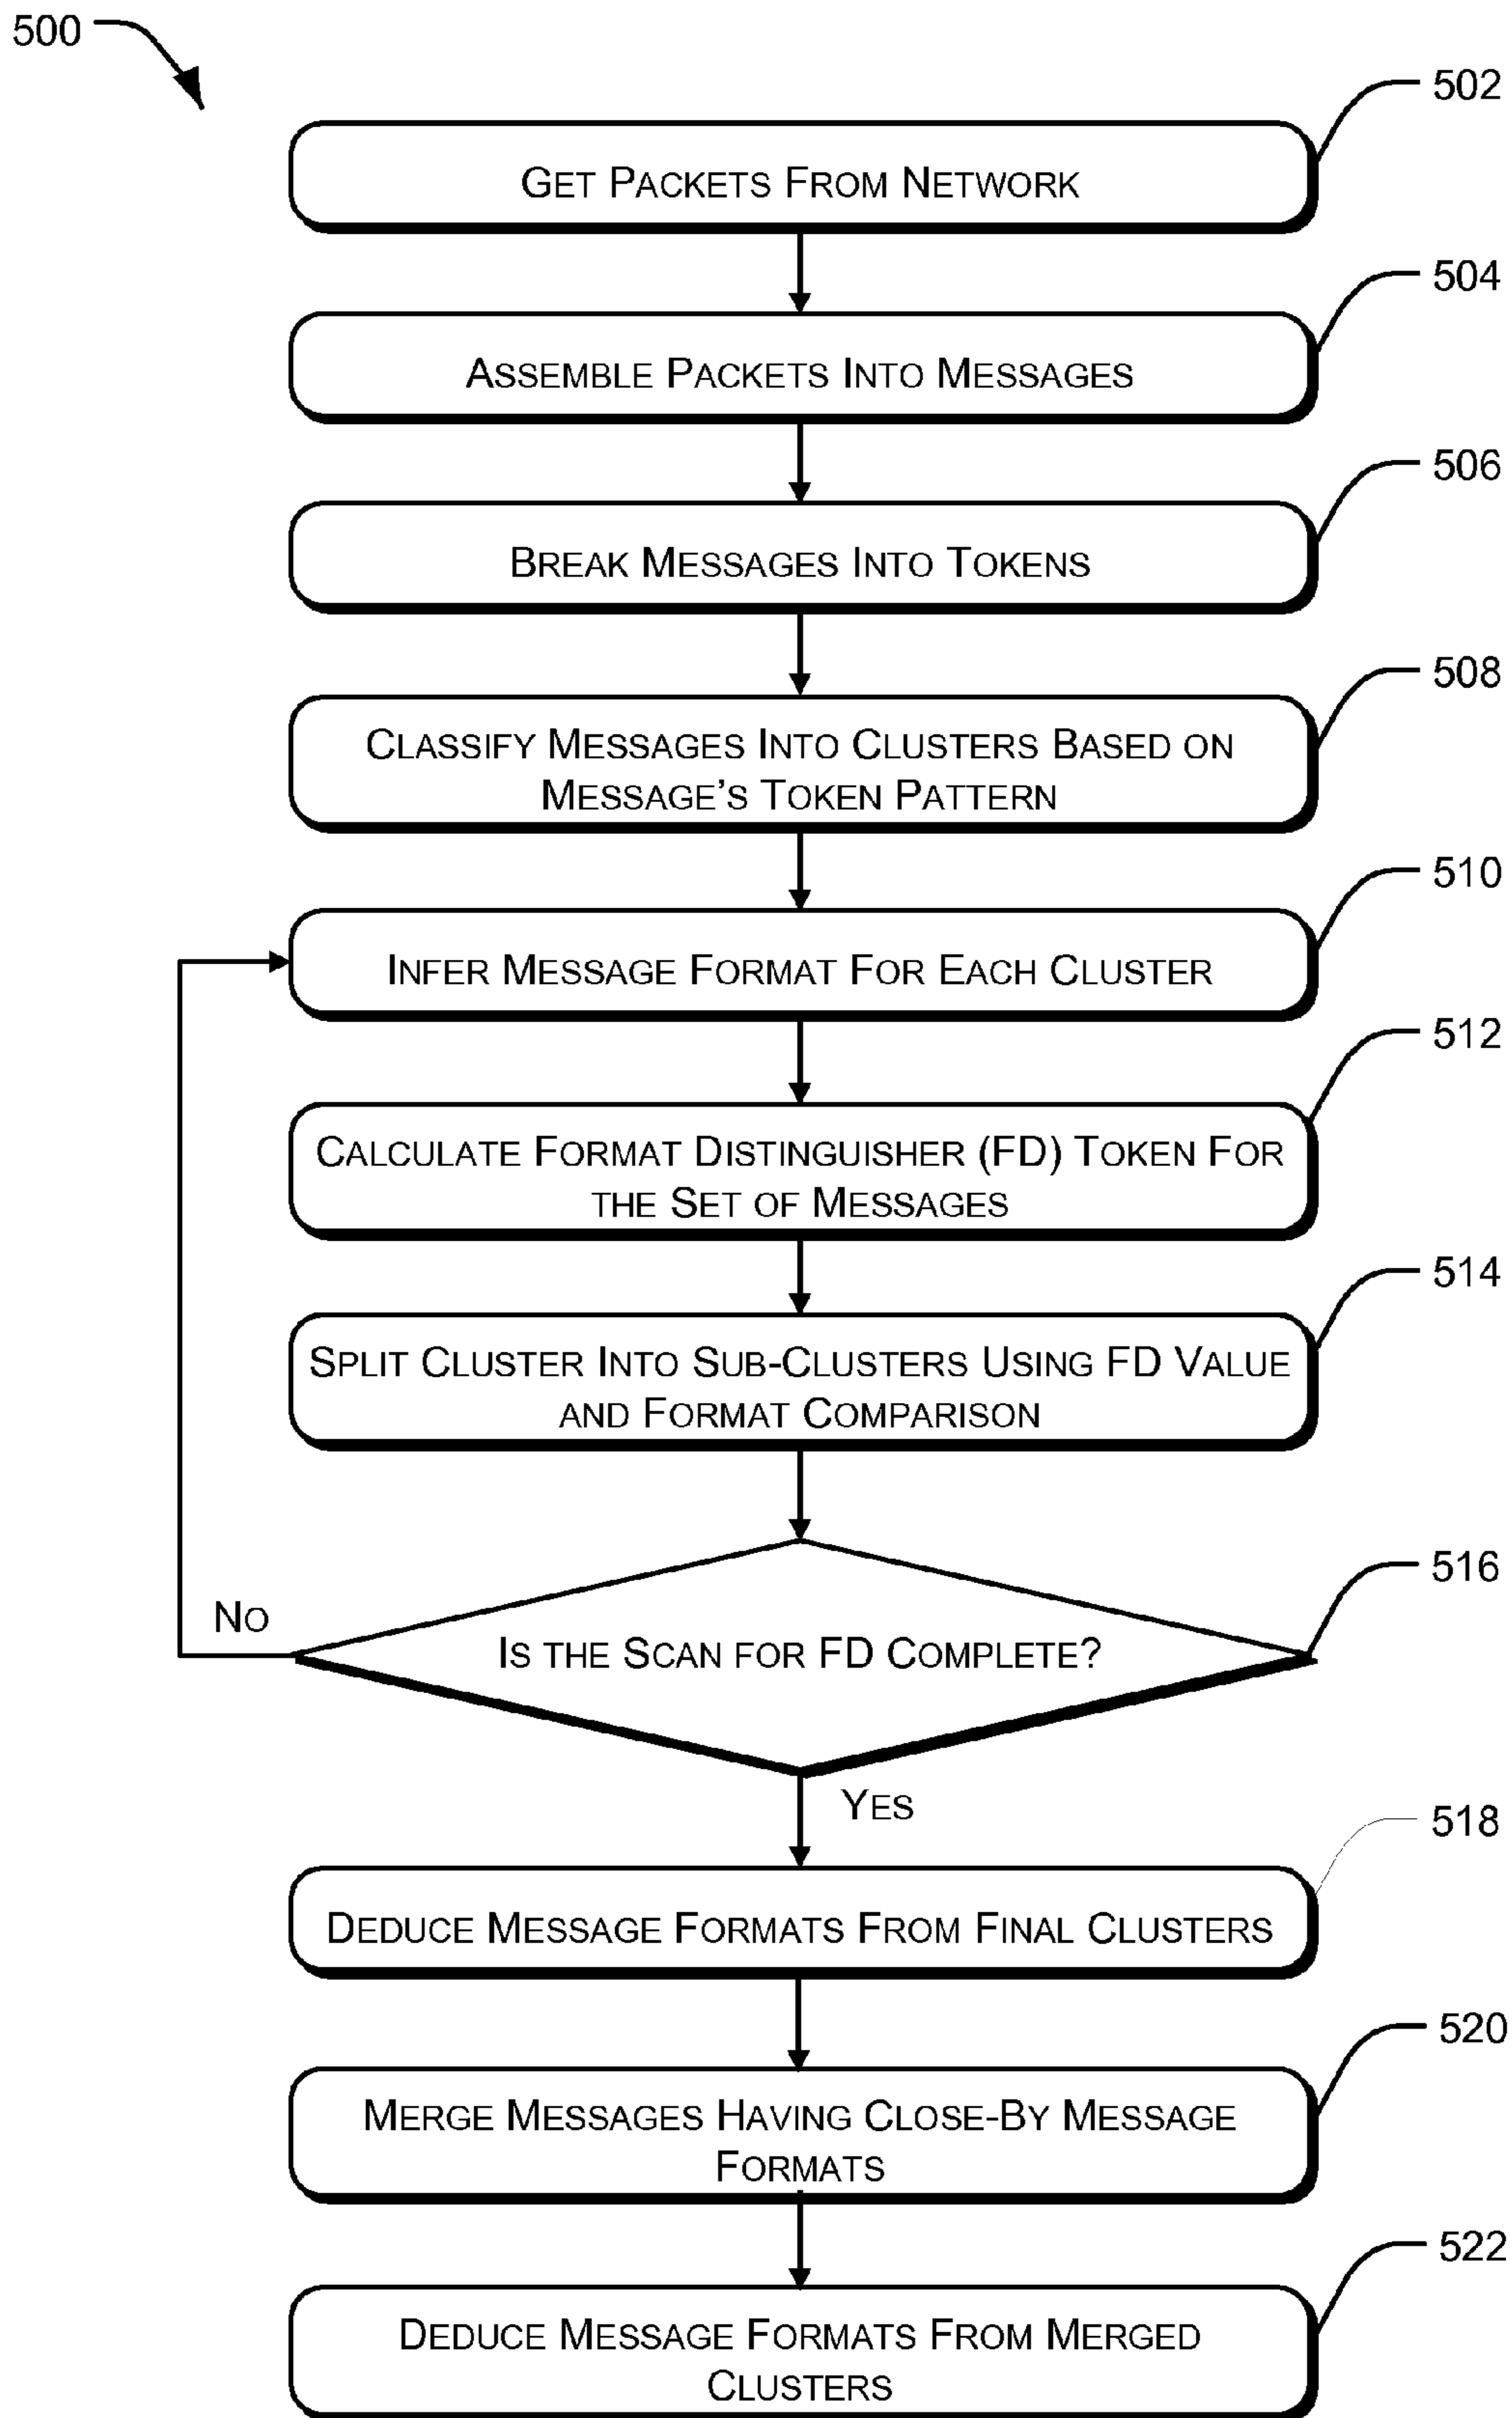 500
502
GET PACKETS FROM NETWORK
504
ASSEMBLE PACKETS INTO MESSAGES
506
BREAK MESSAGES INTO TOKENS
508
CLASSIFY MESSAGES INTO CLUSTERS BASED ON
MESSAGE'S TOKEN PATTERN
510
INFER MESSAGE FORMAT FOR EACH CLUSTER
512
CALCULATE FORMAT DISTINGUISHER (FD) TOKEN FOR
THE SET OF MESSAGES
514
SPLIT CLUSTER INTO SUB-CLUSTERS USING FD VALUE
AND FORMAT COMPARISON
516
NO
IS THE SCAN FOR FD COMPLETE?
YES
518
DEDUCE MESSAGE FORMATS FROM FINAL CLUSTERS
520
MERGE MESSAGES HAVING CLOSE-BY MESSAGE
FORMATS
522
DEDUCE MESSAGE FORMATS FROM MERGED
CLUSTERS